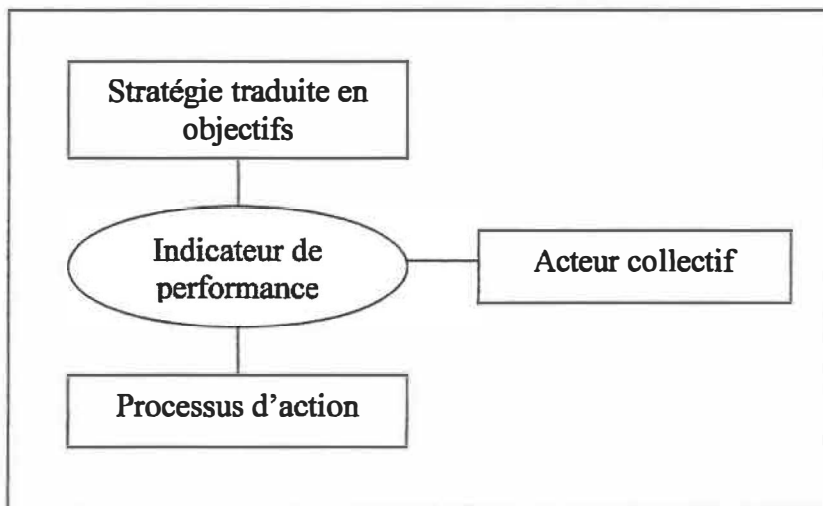 Stratégie traduite en
objectifs
Indicateur de
performance
Acteur collectif
Processus d’action